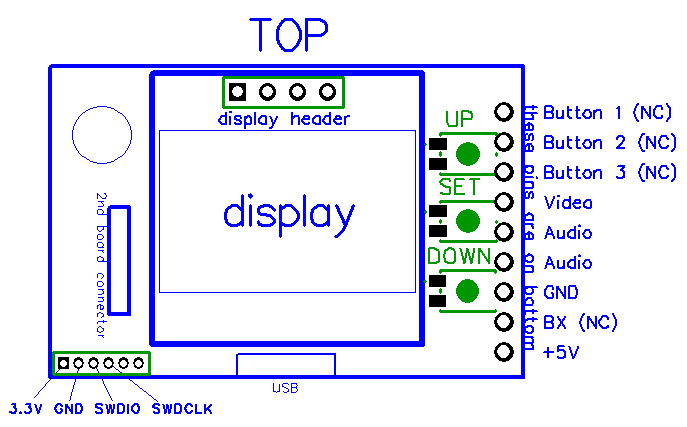 TOP
display header
display
2nd board connector
UP
SET
DOWN
these pins are on bottom
Button 1 (NC)
Button 2 (NC)
Button 3 (NC)
Video
Audio
Audio
GND
BX (NC)
+5V
USB
3.3V GND SWDIO SWDCLK